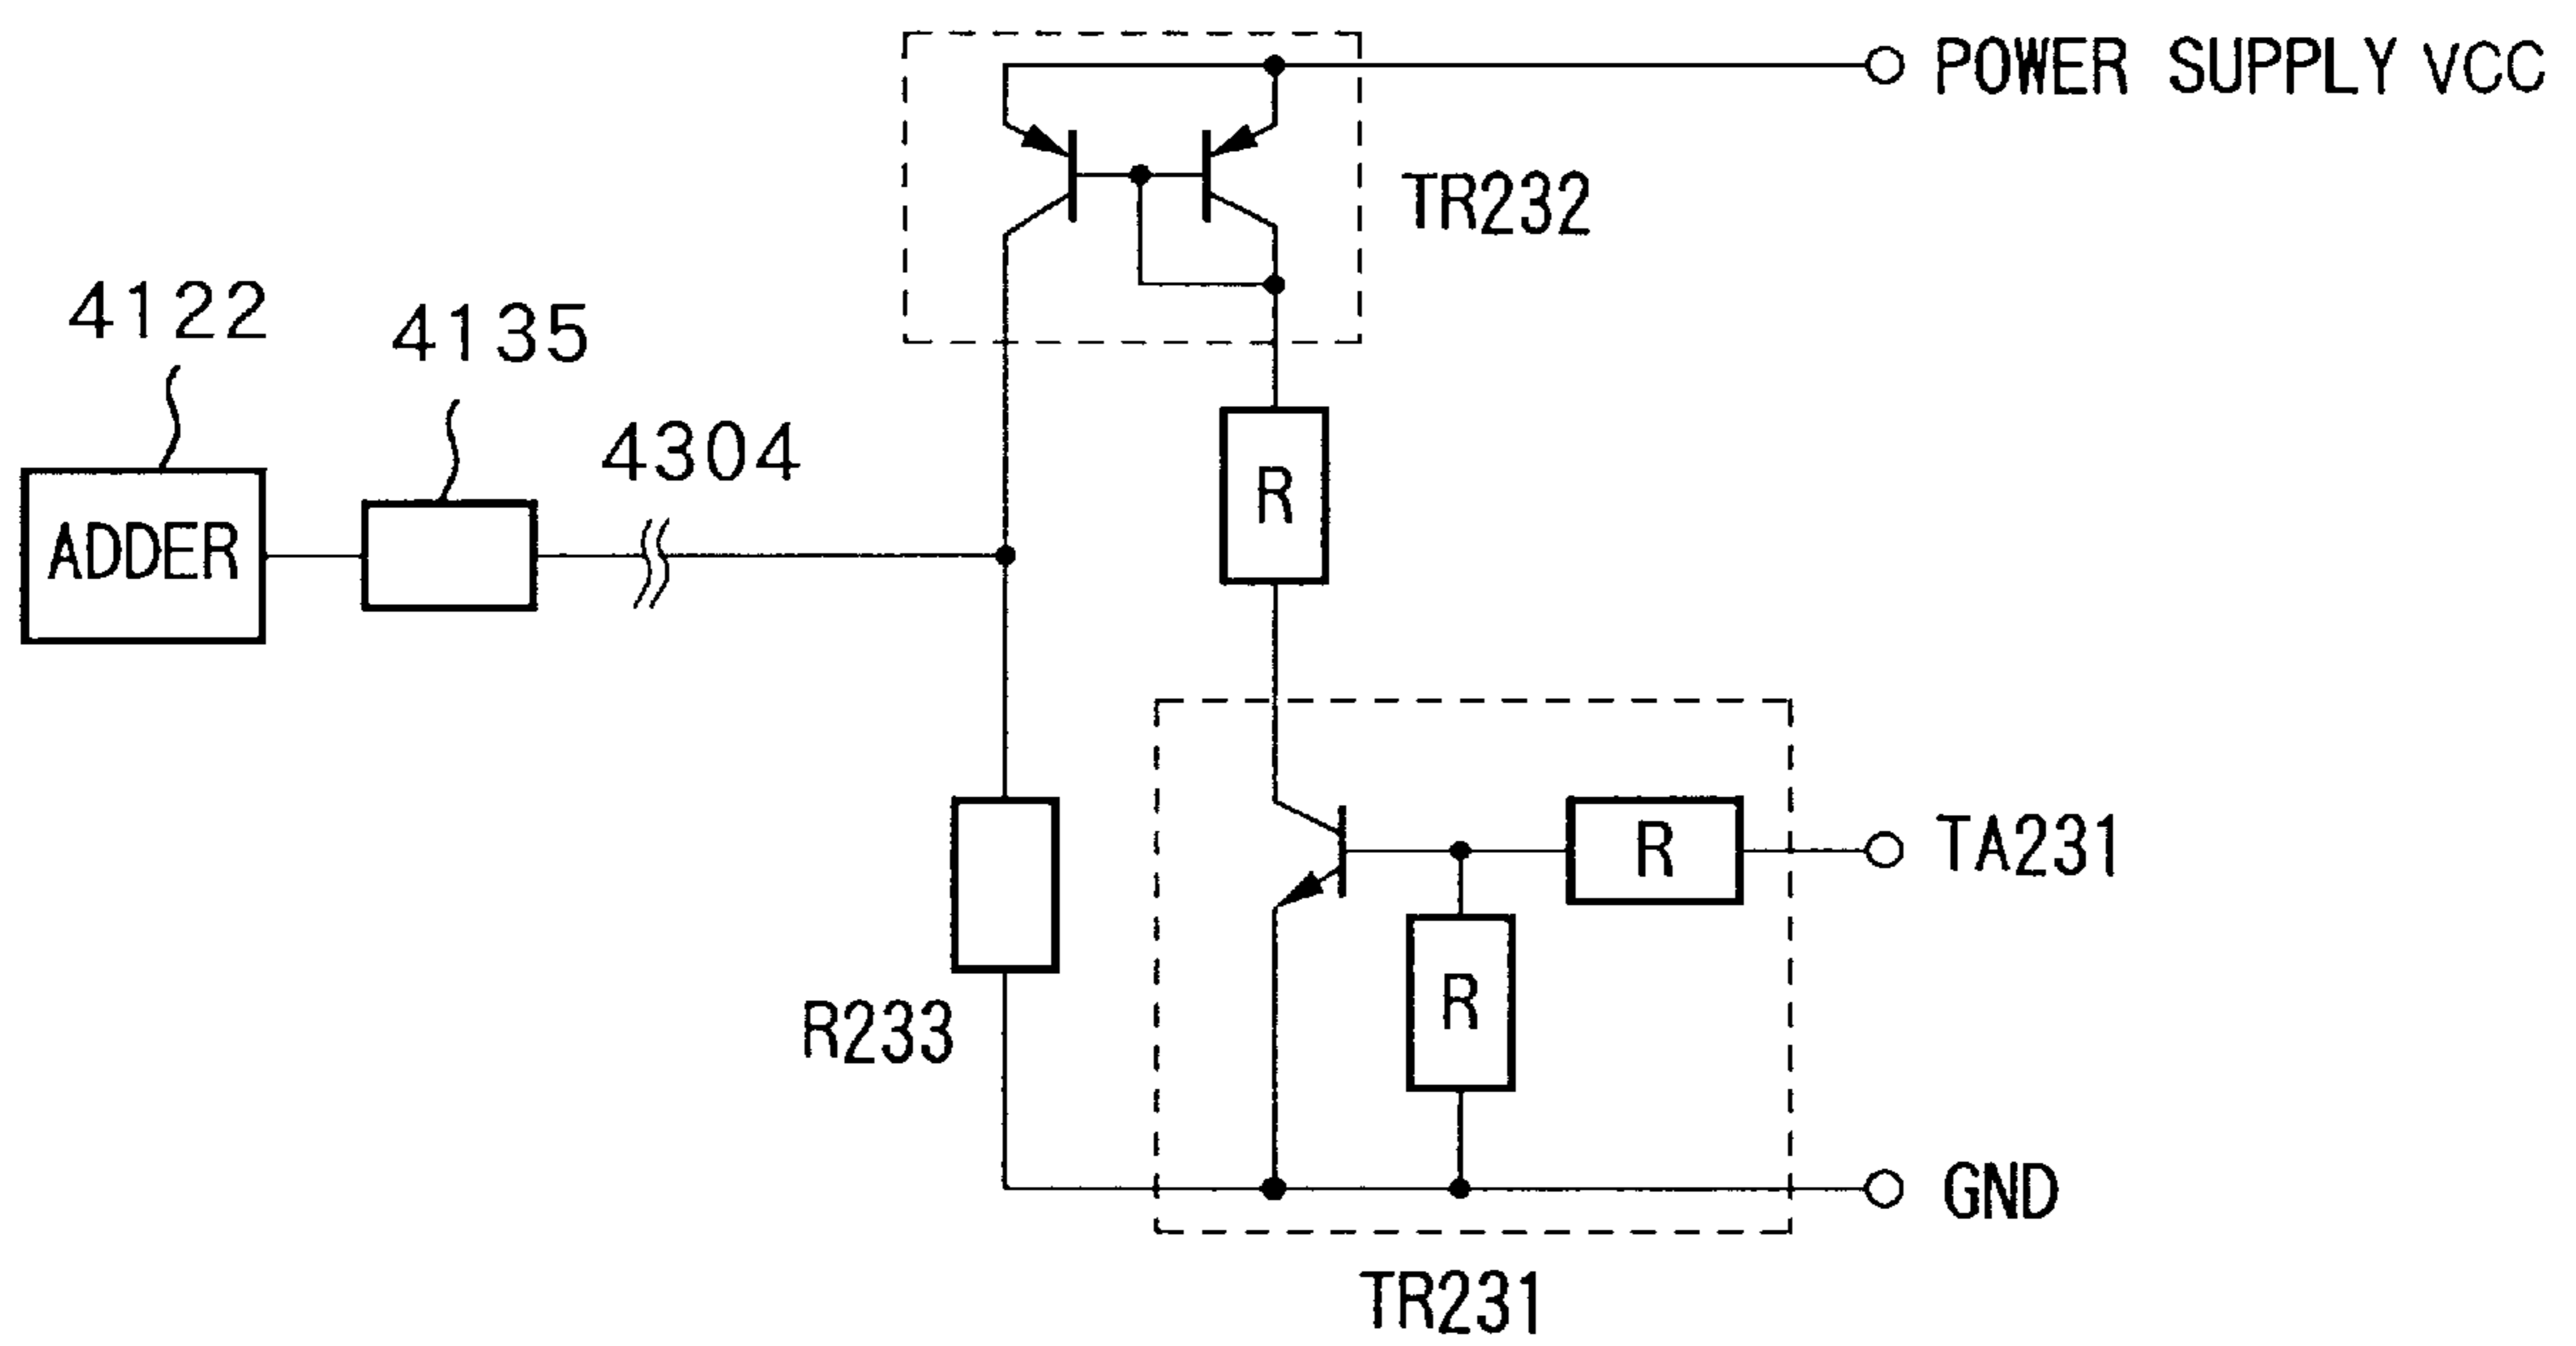 POWER SUPPLY VCC
TR232
4122
4135
4304
R
ADDER
R
TA231
R
R233
GND
TR231